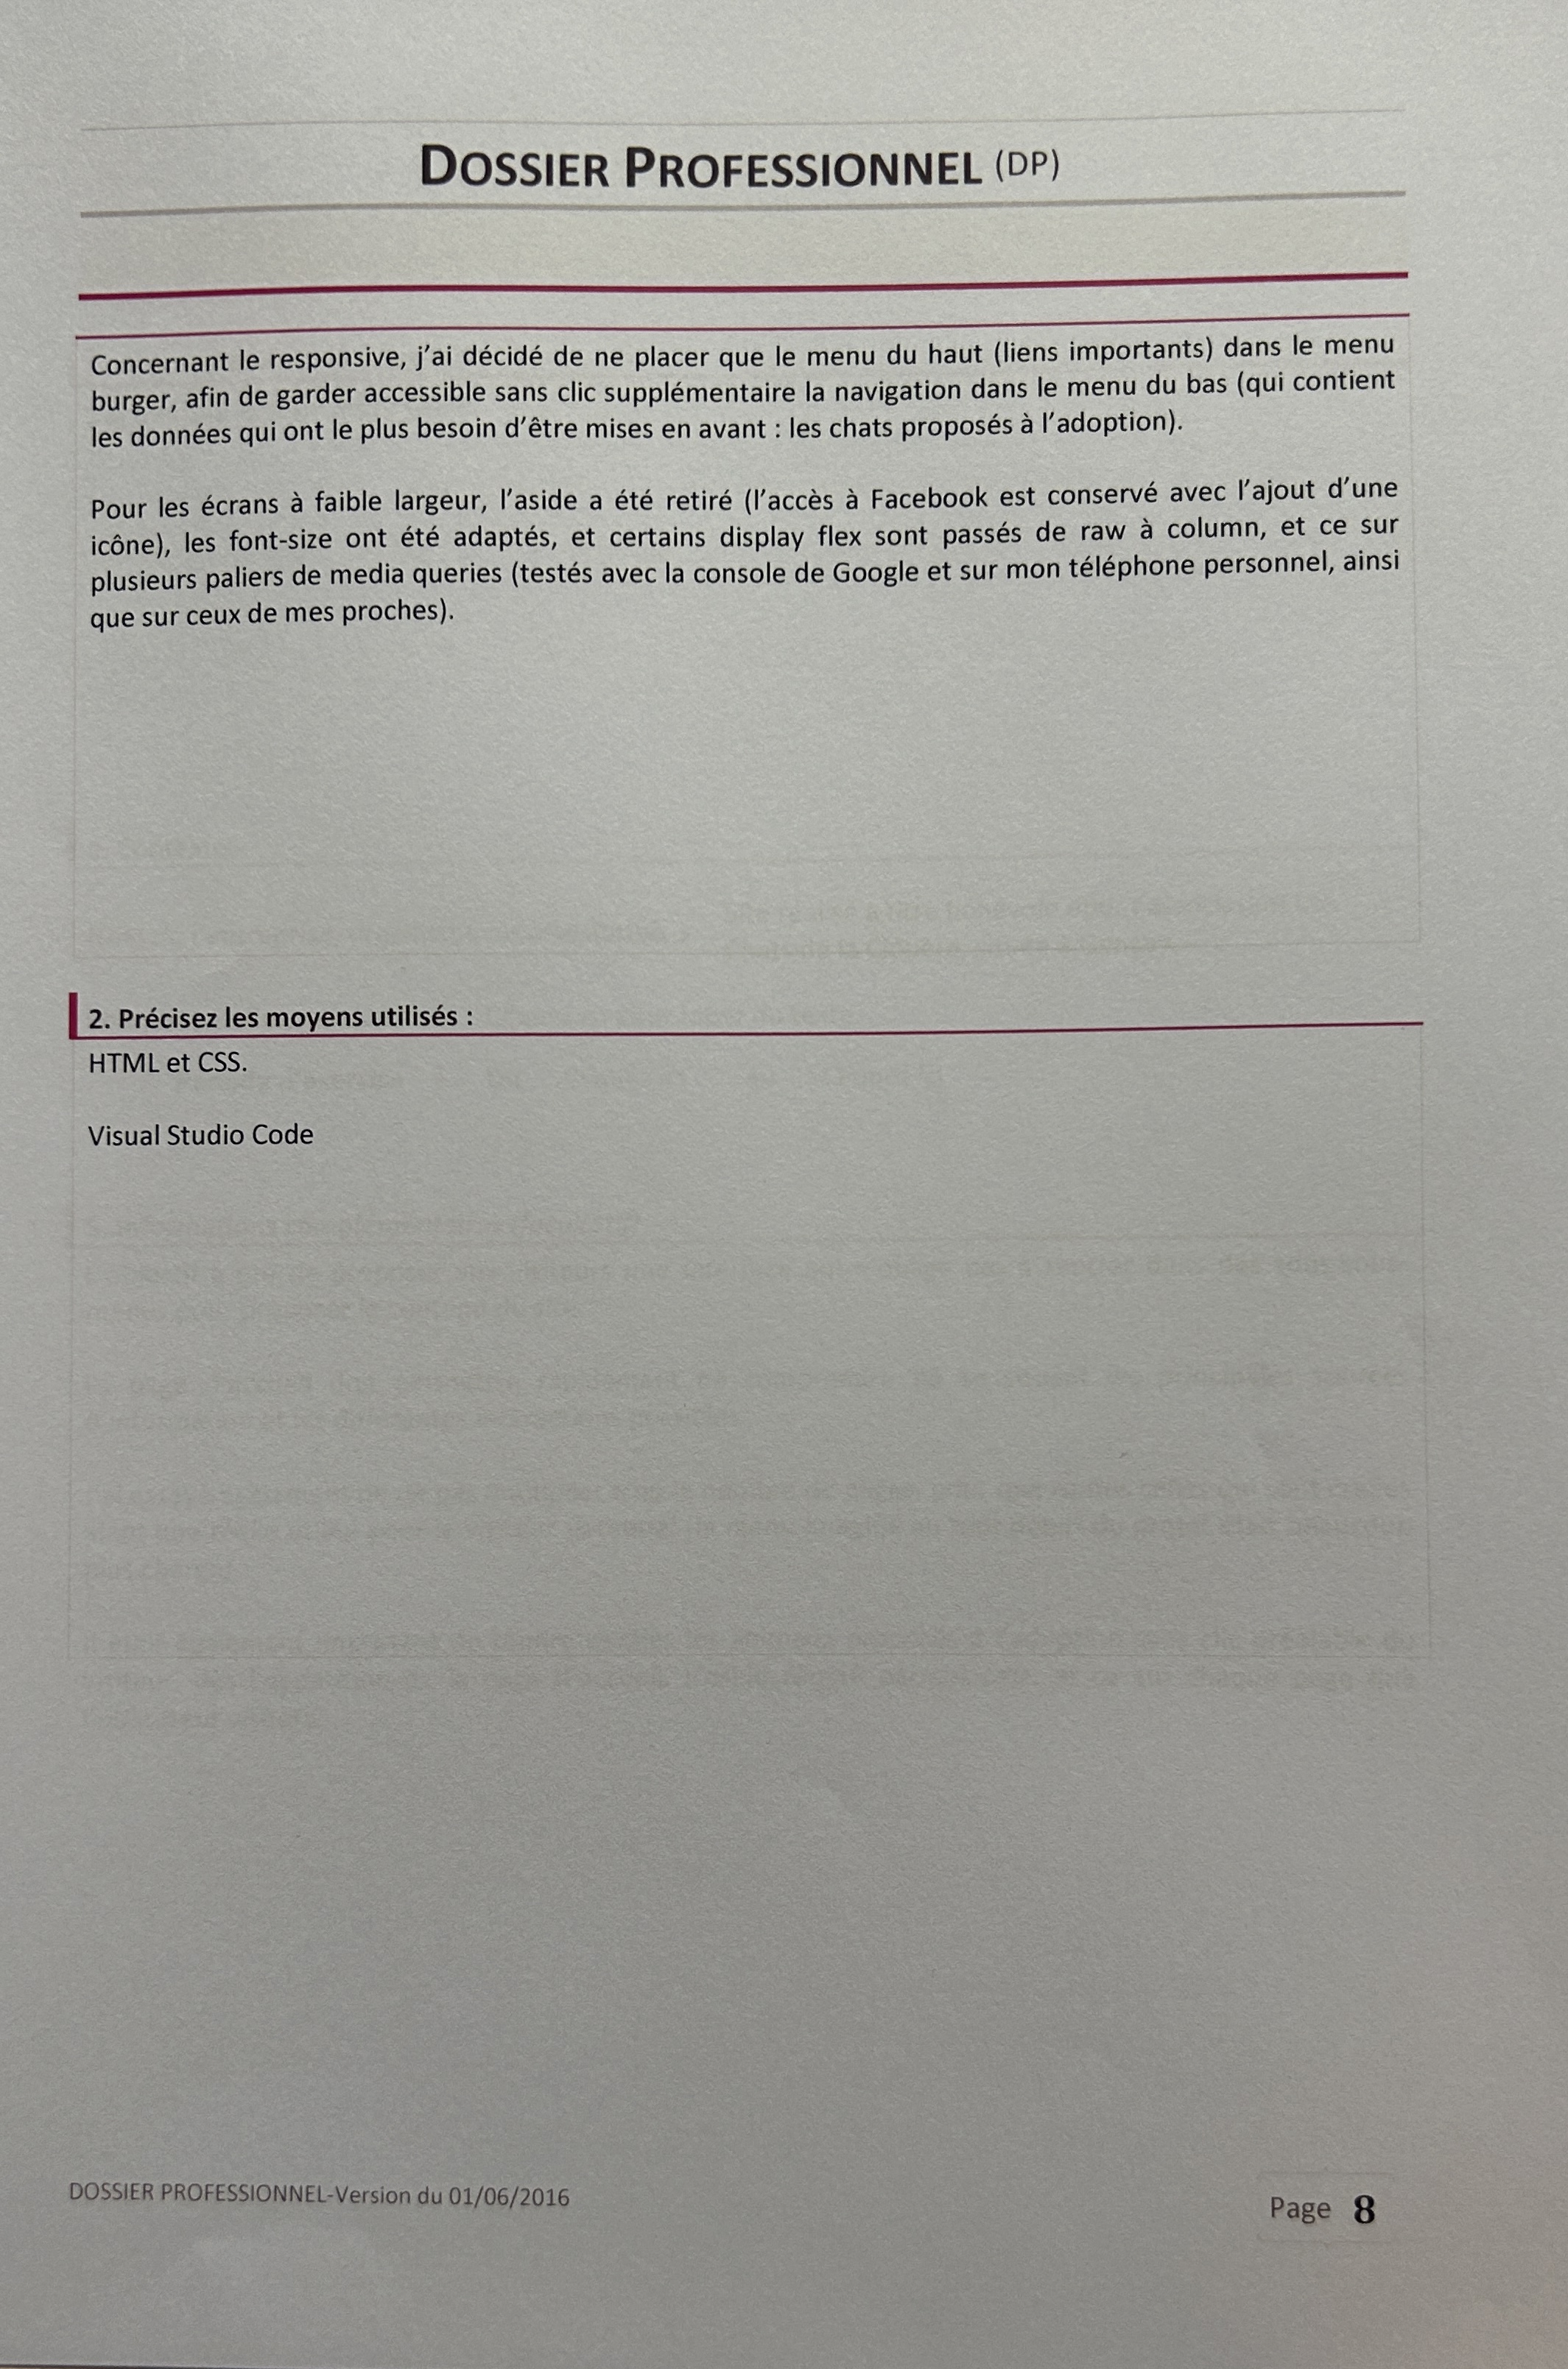 DOSSIER PROFESSIONNEL (DP)
Concernant le responsive, j'ai décidé de ne placer que le menu du haut (liens importants) dans le menu
burger, afin de garder accessible sans clic supplémentaire la navigation dans le menu du bas (qui contient
les données qui ont le plus besoin d'être mises en avant : les chats proposés à l'adoption).
Pour les écrans à faible largeur, l'aside a été retiré (l'accès à Facebook est conservé avec l'ajout d'une
icône), les font-size ont été adaptés, et certains display flex sont passés de raw à column, et ce sur
plusieurs paliers de media queries (testés avec la console de Google et sur mon téléphone personnel, ainsi
que sur ceux de mes proches).
2. Précisez les moyens utilisés :
HTML et CSS.
Visual Studio Code
DOSSIER PROFESSIONNEL-Version du 01/06/2016
Page 8